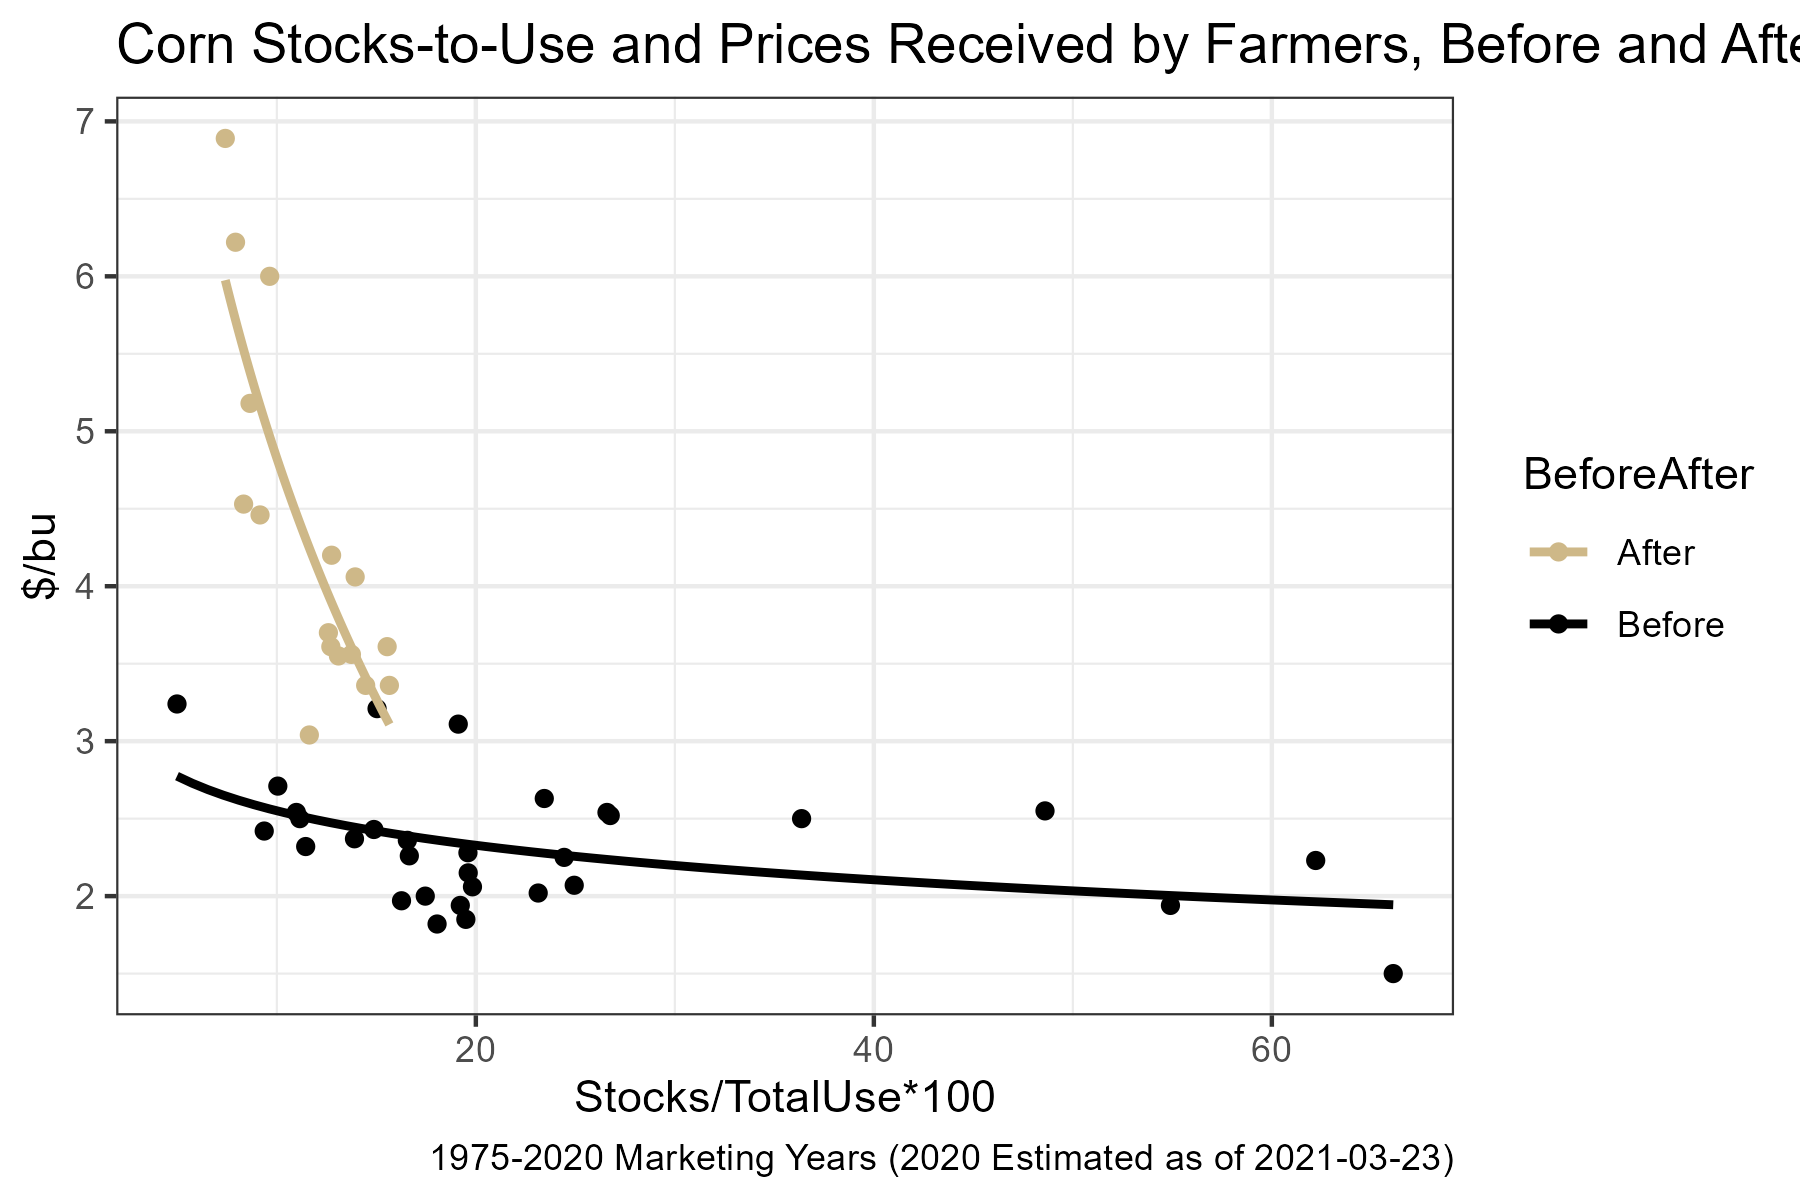 Corn Stocks-to-Use and Prices Received by Farmers, Before and Afte
7
6
5
4
3
2
$/bu
20
40
60
Stocks/TotalUse*100
1975-2020 Marketing Years (2020 Estimated as of 2021-03-23)
BeforeAfter
After
Before